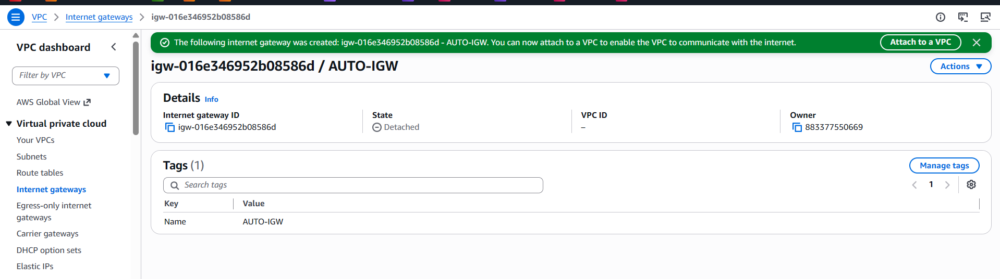 VPC > Internet gateways > igw-016e346952b08586d
VPC dashboard
Filter by VPC
AWS Global View
Virtual private cloud
Your VPCs
Subnets
Route tables
Internet gateways
Egress-only internet
gateways
Carrier gateways
DHCP option sets
Elastic IPs
The following internet gateway was created: igw-016e346952b08586d - AUTO-IGW. You can now attach to a VPC to enable the VPC to communicate with the internet.
Attach to a VPC
igw-016e346952b08586d / AUTO-IGW
Actions
Details Info
Internet gateway ID
igw-016e346952b08586d
State
Detached
VPC ID
–
Owner
883377550669
Tags (1)
Manage tags
Search tags
1
Key Value
Name AUTO-IGW